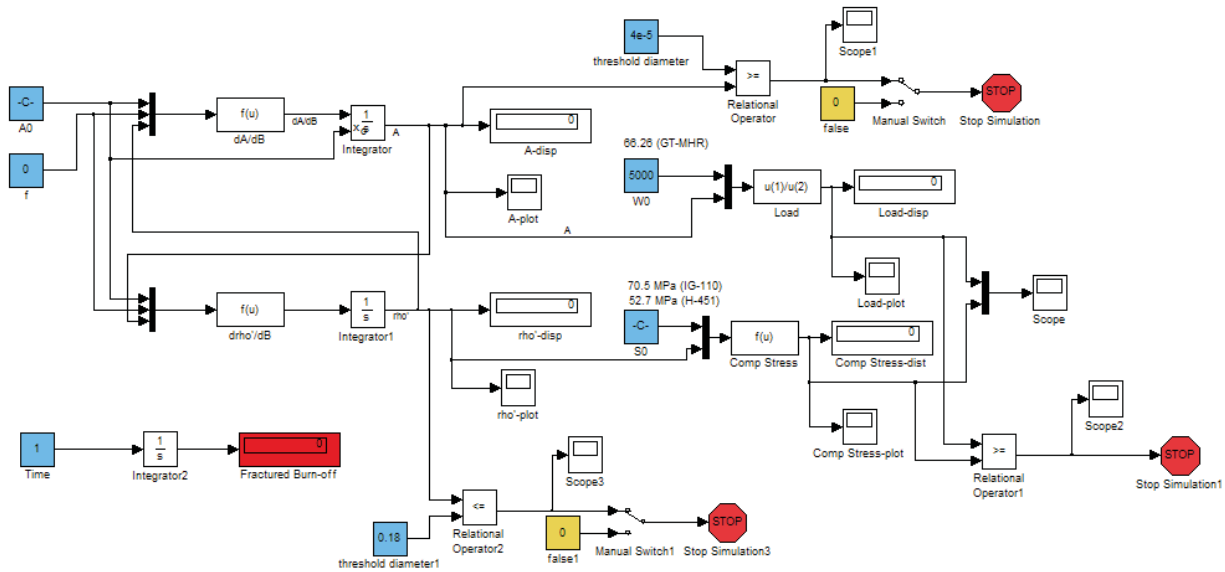 4e-5
threshold diameter
Scope1
-C-
A0
f(u)
dA/dB
dA/dB
1
s
xo
Integrator
A
>=
Relational
Operator
0
false
Manual Switch
STOP
Stop Simulation
0
f
0
A-disp
A-plot
66.26 (GT-MHR)
5000
W0
A
u(1)/u(2)
Load
0
Load-disp
Load-plot
Scope
f(u)
drho'/dB
1
s
Integrator1
rho'
0
rho'-disp
rho'-plot
70.5 MPa (IG-110)
52.7 MPa (H-451)
-C-
S0
f(u)
Comp Stress
0
Comp Stress-dist
Comp Stress-plot
Scope2
>=
Relational
Operator1
STOP
Stop Simulation1
1
Time
1
s
Integrator2
0
Fractured Burn-off
Scope3
<=
Relational
Operator2
0.18
threshold diameter1
0
false1
Manual Switch1
STOP
Stop Simulation3